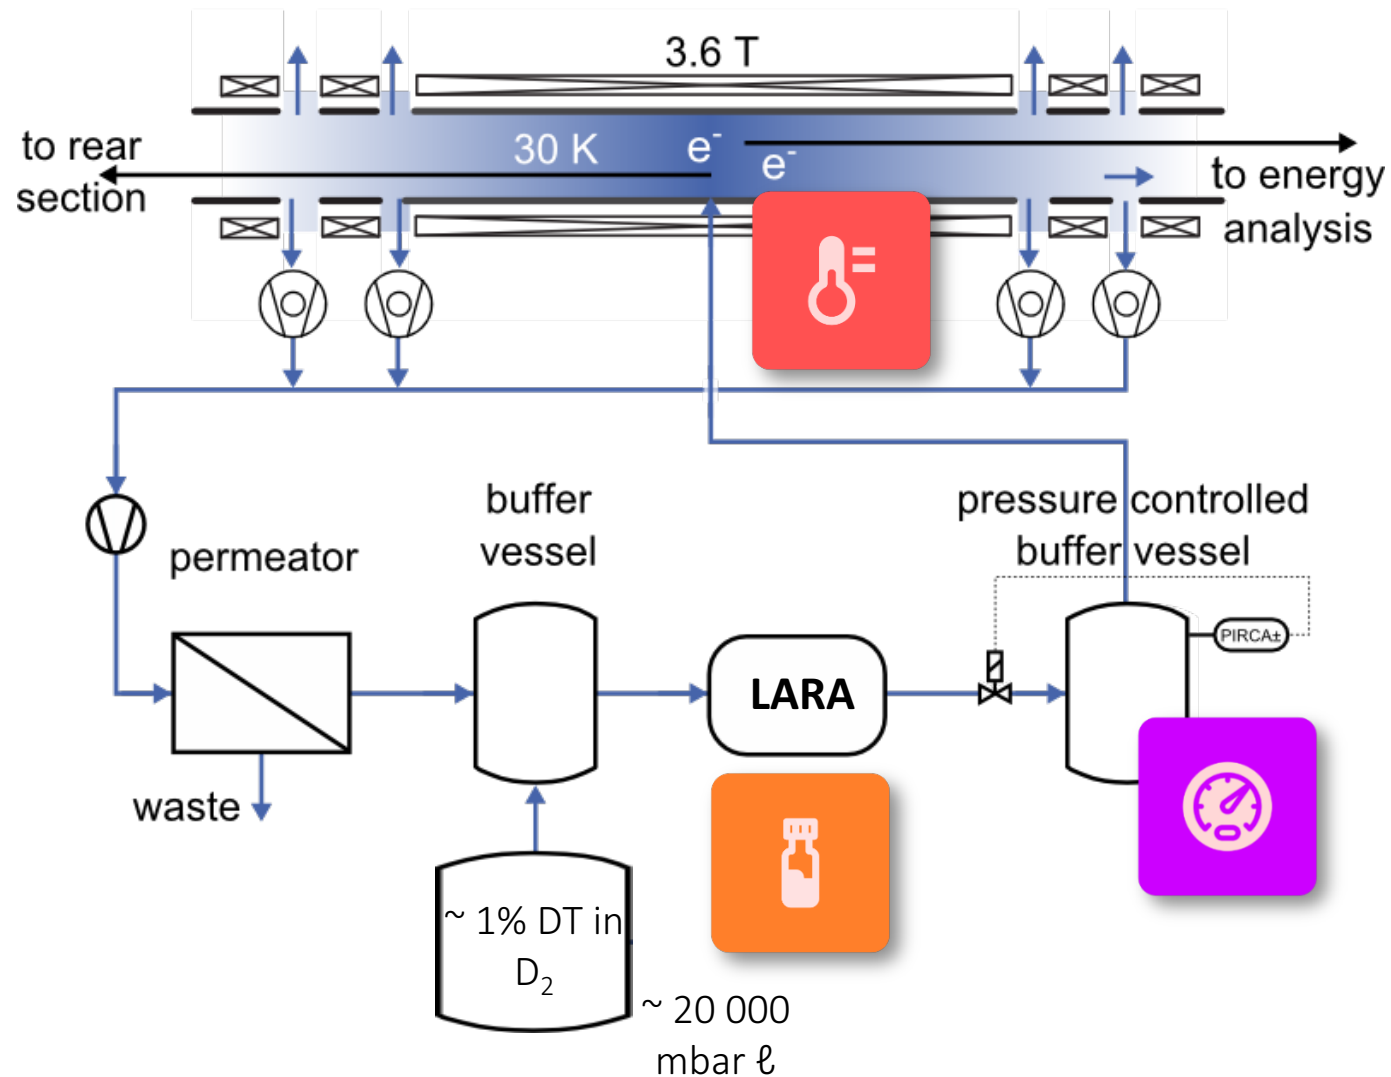 3.6 T
to rear
section
30 K
e-
e-
to energy
analysis
buffer
vessel
pressure controlled
buffer vessel
permeator
PIRCA±
LARA
waste
~ 1% DT in
D2
~ 20 000
mbar ℓ